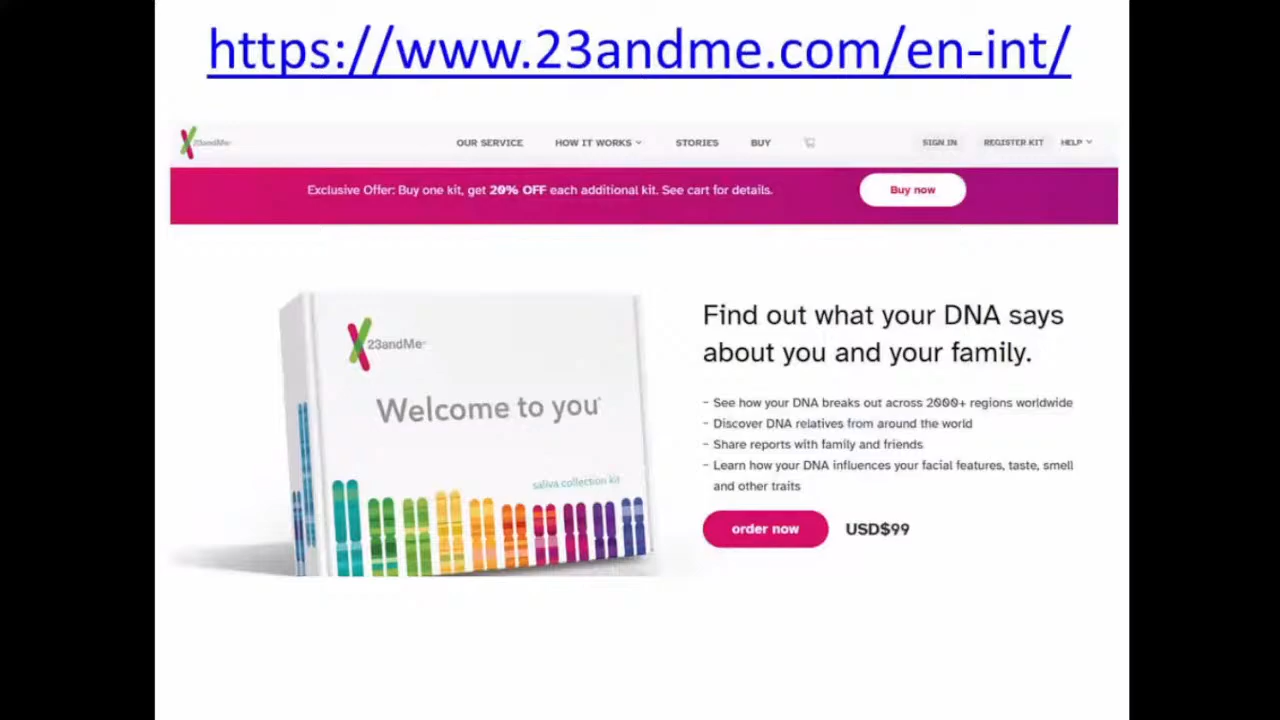 https://www.23andme.com/en-int/
23andMe
OUR SERVICE HOW IT WORKS STORIES BUY SIGN IN REGISTER KIT HELP
Exclusive Offer: Buy one kit, get 20% OFF each additional kit. See cart for details. Buy now
23andMe
Welcome to you
saliva collection kit
Find out what your DNA says
about you and your family.
- See how your DNA breaks out across 2000+ regions worldwide
- Discover DNA relatives from around the world
- Share reports with family and friends
- Learn how your DNA influences your facial features, taste, smell
and other traits
order now USD$99